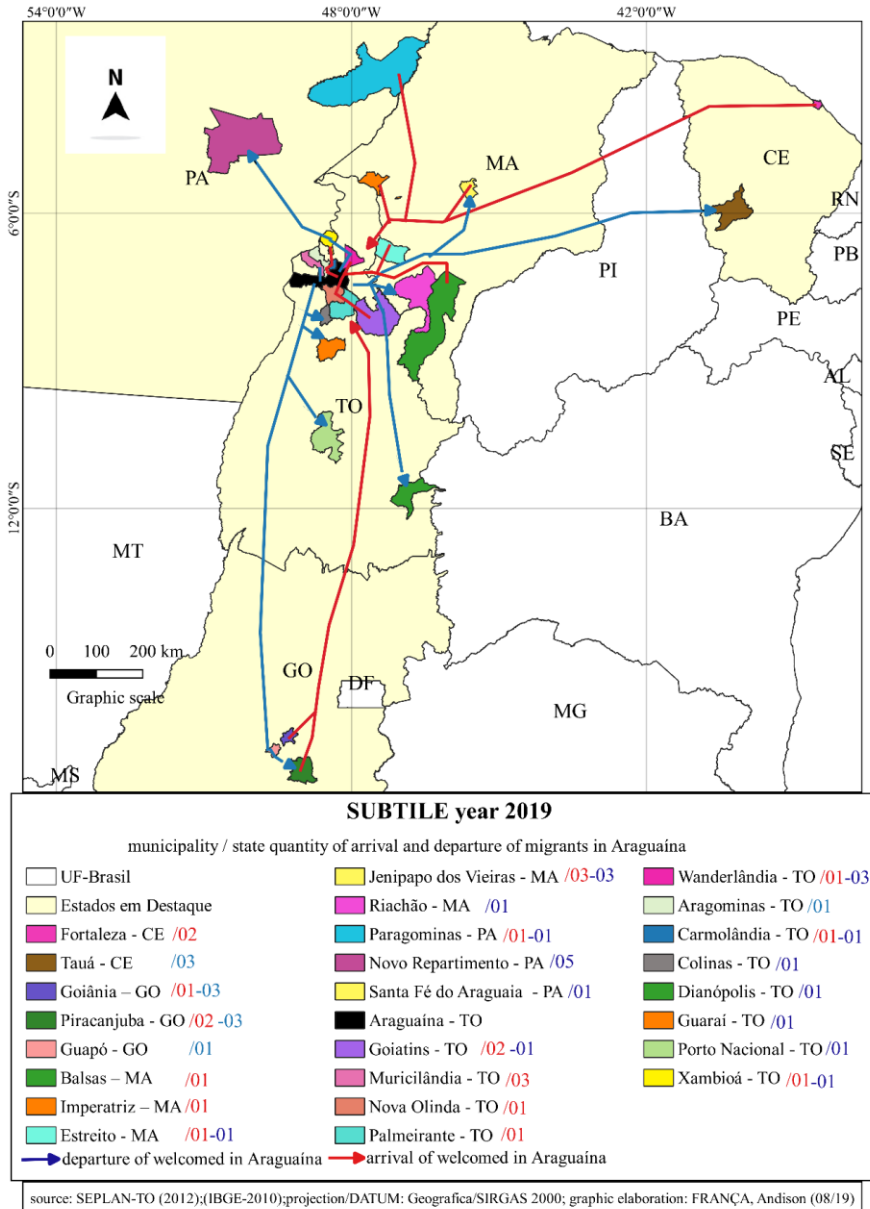 54°0'0"W 48°0'0"W 42°0'0"W
N
MA
CE
PA
RN
6°0'0"S
PB
PI
PE
AL
TO
SE
12°0'0"S
BA
MT
0 100 200 km
GO
DF
Graphic scale
MG
MS
SUBTILE year 2019
municipality / state quantity of arrival and departure of migrants in Araguaína
UF-Brasil
Estados em Destaque
Fortaleza - CE /02
Tauá - CE /03
Goiânia – GO /01-03
Piracanjuba - GO /02 -03
Guapó - GO /01
Balsas – MA /01
Imperatriz – MA /01
Estreito - MA /01-01
Jenipapo dos Vieiras - MA /03-03
Riachão - MA /01
Paragominas - PA /01-01
Novo Repartimento - PA /05
Santa Fé do Araguaia - PA /01
Araguaína - TO
Goiatins - TO /02 -01
Muricilândia - TO /03
Nova Olinda - TO /01
Palmeirante - TO /01
Wanderlândia - TO /01-03
Aragominas - TO /01
Carmolândia - TO /01-01
Colinas - TO /01
Dianópolis - TO /01
Guaraí - TO /01
Porto Nacional - TO /01
Xambioá - TO /01-01
departure of welcomed in Araguaína arrival of welcomed in Araguaína
source: SEPLAN-TO (2012);(IBGE-2010);projection/DATUM: Geografica/SIRGAS 2000; graphic elaboration: FRANÇA, Andison (08/19)